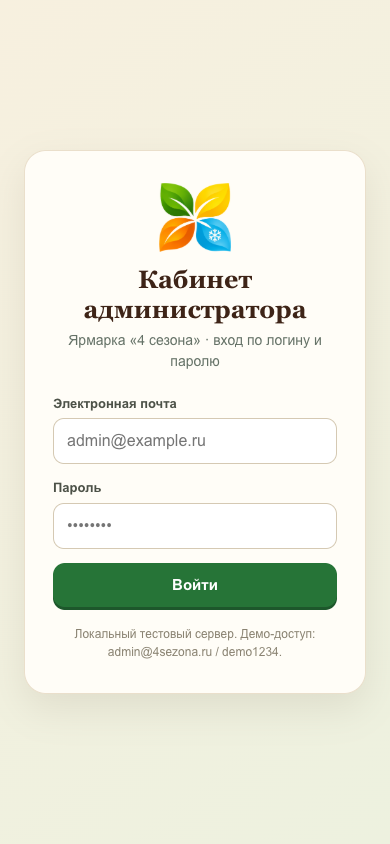 Кабинет
администратора
Ярмарка «4 сезона» · вход по логину и
паролю
Электронная почта
admin@example.ru
Пароль
••••••••
Войти
Локальный тестовый сервер. Демо-доступ:
admin@4sezona.ru / demo1234.